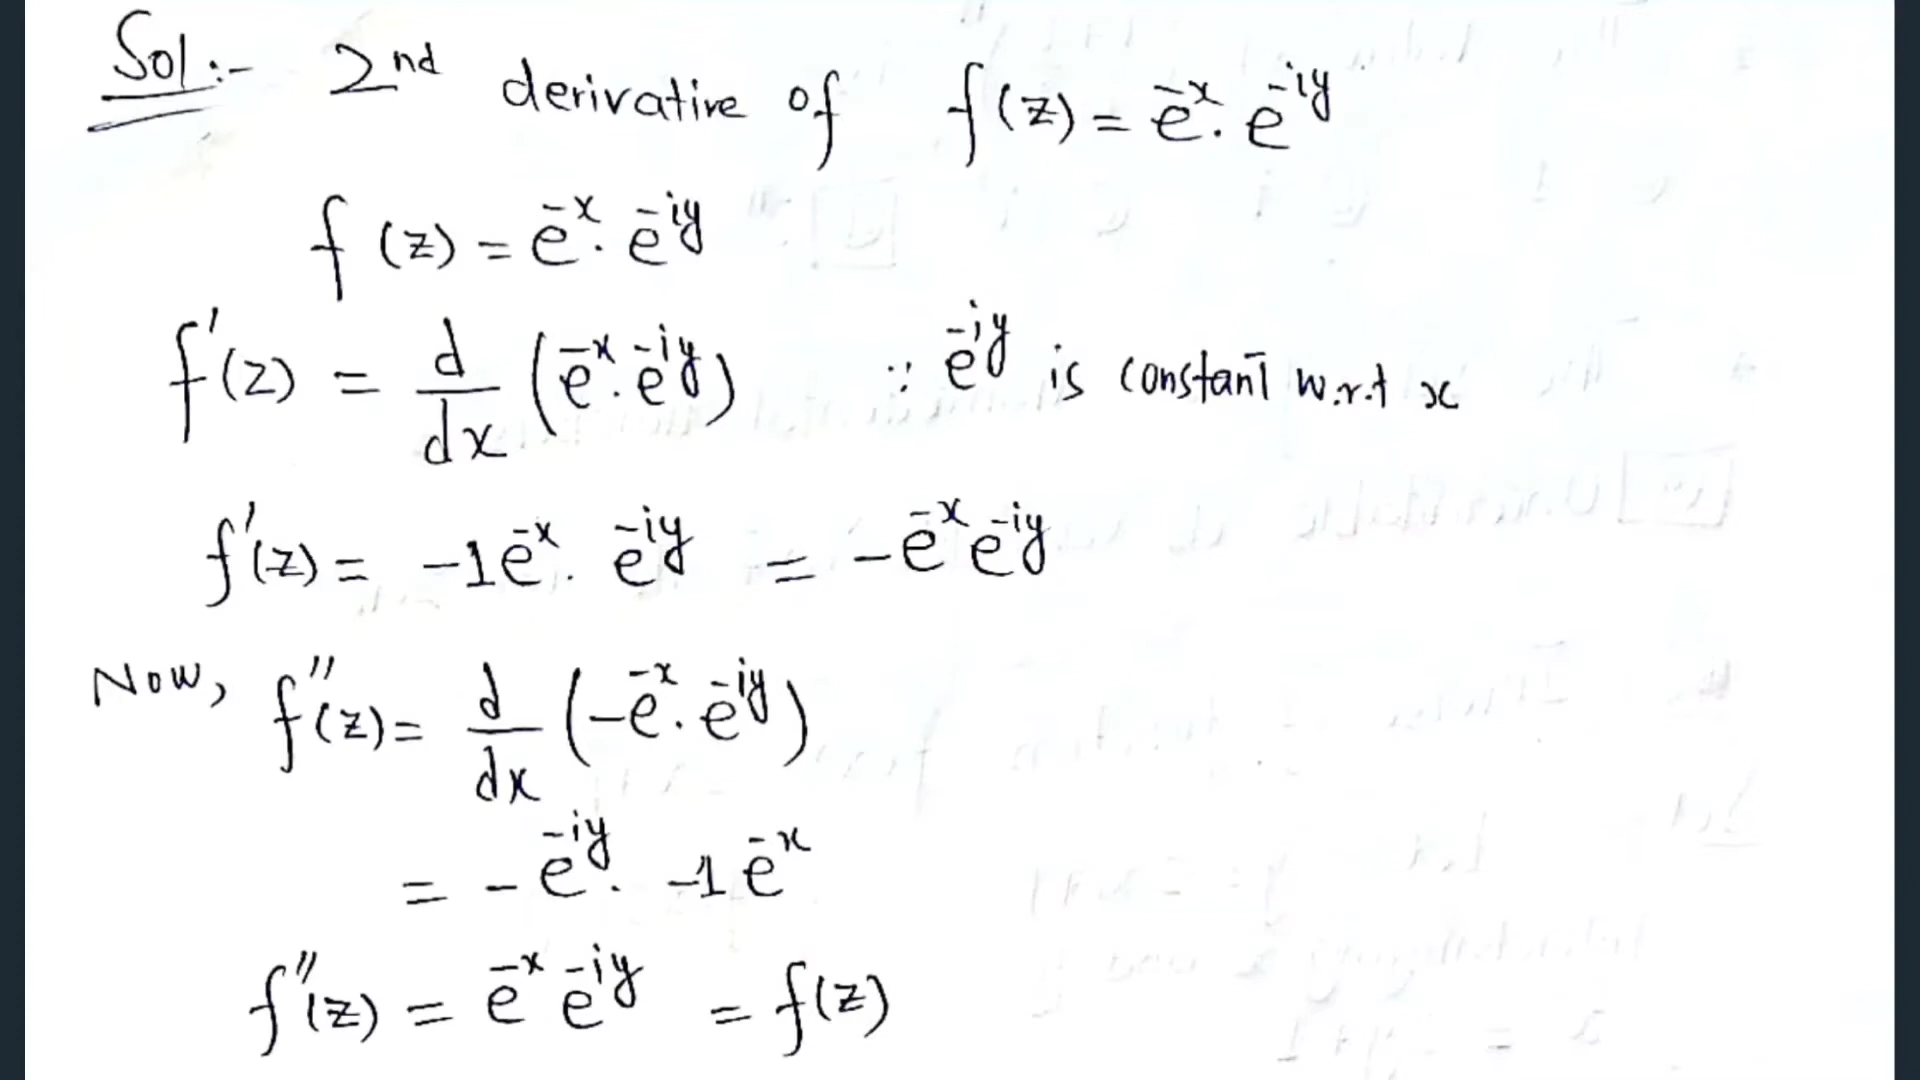 Sol:- 2nd derivative of f(z) = e^-x . e^-iy
f(z) = e^-x . e^-iy
f'(z) = d/dx (e^-x . e^-iy) ∵ e^-iy is constant w.r.t x
f'(z) = -1e^-x . e^-iy = -e^-x e^-iy
Now, f''(z) = d/dx (-e^-x . e^-iy)
= - e^-iy . -1 e^-x
f''(z) = e^-x e^-iy = f(z)